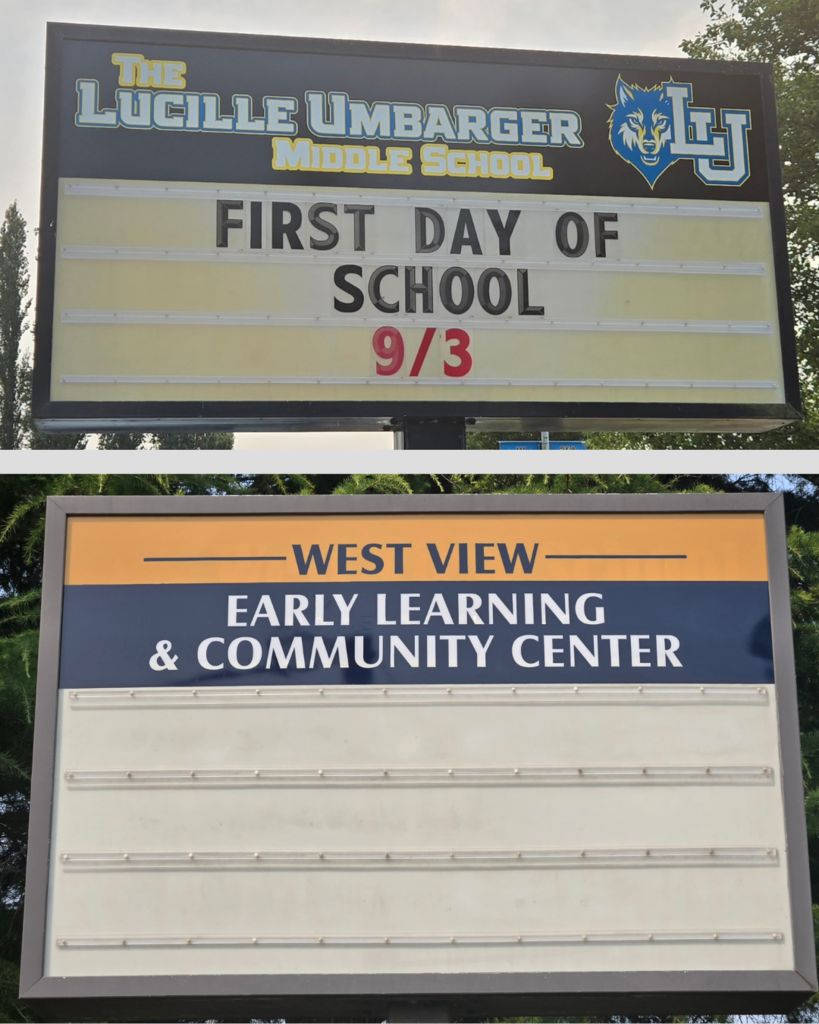 THE
LUCILLE UMBARGER
MIDDLE SCHOOL
LU
FIRST DAY OF
SCHOOL
9/3
WEST VIEW
EARLY LEARNING
& COMMUNITY CENTER